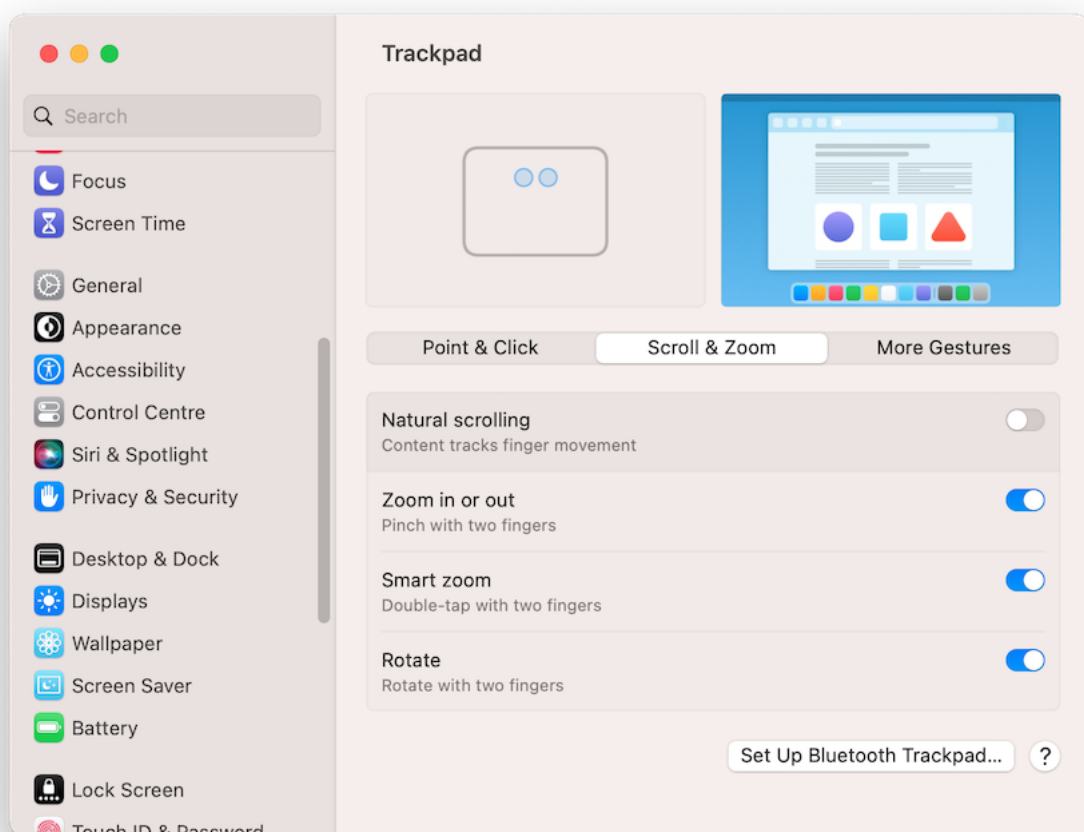 Trackpad
Search
Focus
Screen Time
General
Appearance
Accessibility
Control Centre
Siri & Spotlight
Privacy & Security
Desktop & Dock
Displays
Wallpaper
Screen Saver
Battery
Lock Screen
Touch ID & Password
Point & Click
Scroll & Zoom
More Gestures
Natural scrolling
Content tracks finger movement
Zoom in or out
Pinch with two fingers
Smart zoom
Double-tap with two fingers
Rotate
Rotate with two fingers
Set Up Bluetooth Trackpad...
?